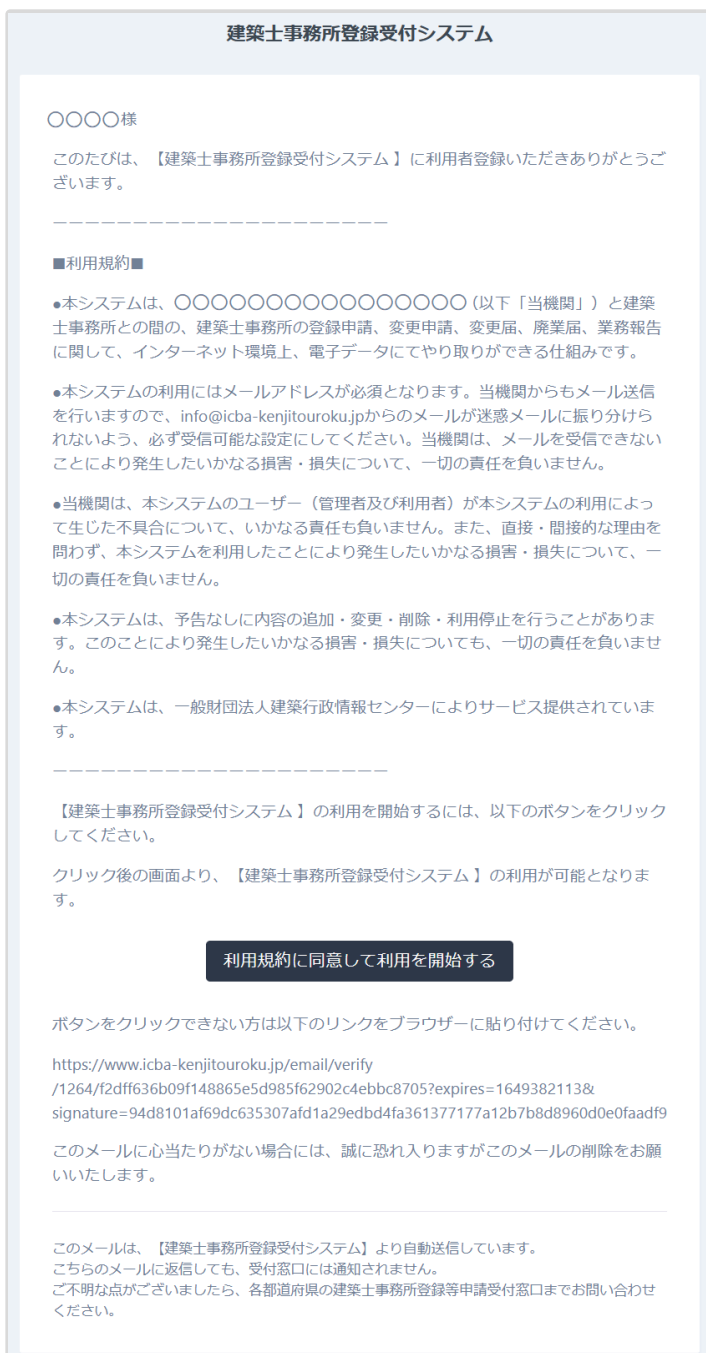 建築士事務所登録受付システム
〇〇〇〇様
このたびは、【建築士事務所登録受付システム 】に利用者登録いただきありがとうご
ざいます。
ーーーーーーーーーーーーーーーーーーーーー
■利用規約■
●本システムは、〇〇〇〇〇〇〇〇〇〇〇〇〇〇〇〇(以下「当機関」）と建築
士事務所との間の、建築士事務所の登録申請、変更申請、変更届、廃業届、業務報告
に関して、インターネット環境上、電子データにてやり取りができる仕組みです。
●本システムの利用にはメールアドレスが必須となります。当機関からもメール送信
を行いますので、info@icba-kenjitouroku.jpからのメールが迷惑メールに振り分けら
れないよう、必ず受信可能な設定にしてください。当機関は、メールを受信できない
ことにより発生したいかなる損害・損失について、一切の責任を負いません。
●当機関は、本システムのユーザー（管理者及び利用者）が本システムの利用によっ
て生じた不具合について、いかなる責任も負いません。また、直接・間接的な理由を
問わず、本システムを利用したことにより発生したいかなる損害・損失について、一
切の責任を負いません。
●本システムは、予告なしに内容の追加・変更・削除・利用停止を行うことがありま
す。このことにより発生したいかなる損害・損失についても、一切の責任を負いませ
ん。
●本システムは、一般財団法人建築行政情報センターによりサービス提供されていま
す。
ーーーーーーーーーーーーーーーーーーーーー
【建築士事務所登録受付システム 】の利用を開始するには、以下のボタンをクリック
してください。
クリック後の画面より、【建築士事務所登録受付システム 】の利用が可能となりま
す。
利用規約に同意して利用を開始する
ボタンをクリックできない方は以下のリンクをブラウザーに貼り付けてください。
https://www.icba-kenjitouroku.jp/email/verify
/1264/f2dff636b09f148865e5d985f62902c4ebbc8705?expires=1649382113&
signature=94d8101af69dc635307afd1a29edbd4fa361377177a12b7b8d8960d0e0faadf9
このメールに心当たりがない場合には、誠に恐れ入りますがこのメールの削除をお願
いいたします。
このメールは、【建築士事務所登録受付システム】より自動送信しています。
こちらのメールに返信しても、受付窓口には通知されません。
ご不明な点がございましたら、各都道府県の建築士事務所登録等申請受付窓口までお問い合わせ
ください。